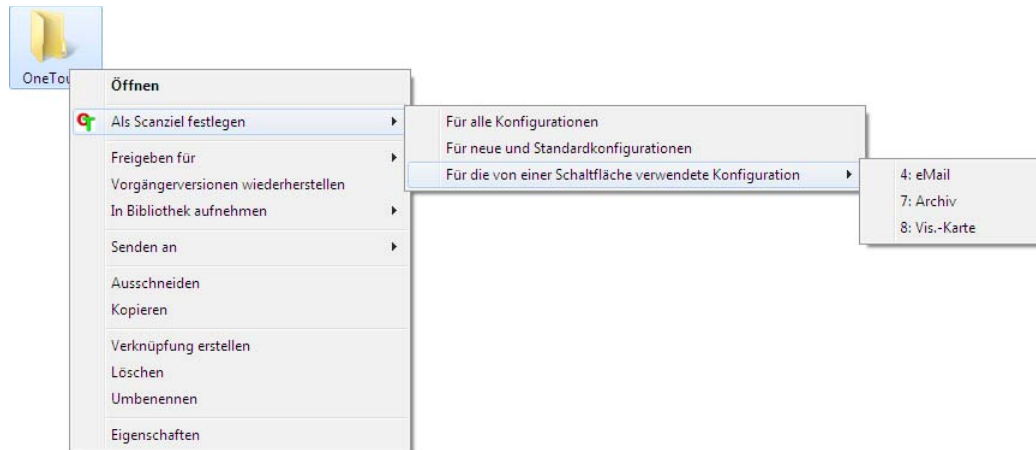 OneTou
Öffnen
Als Scanziel festlegen
Freigeben für
Vorgängerversionen wiederherstellen
In Bibliothek aufnehmen
Senden an
Ausschneiden
Kopieren
Verknüpfung erstellen
Löschen
Umbenennen
Eigenschaften
Für alle Konfigurationen
Für neue und Standardkonfigurationen
Für die von einer Schaltfläche verwendete Konfiguration
4: eMail
7: Archiv
8: Vis.-Karte